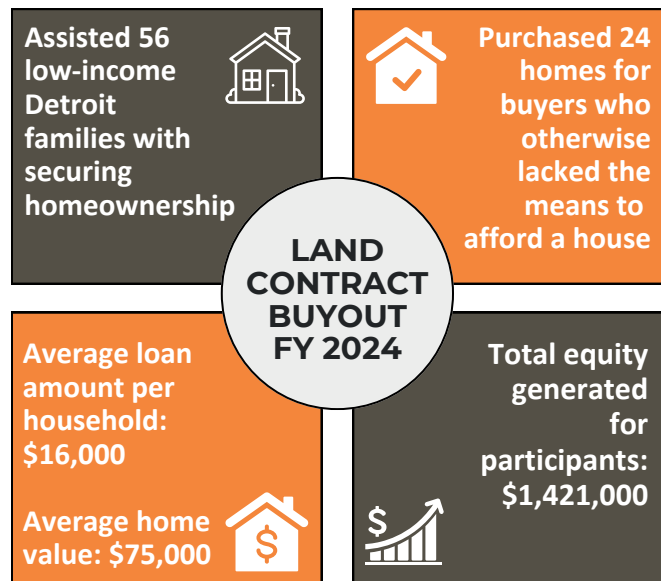 Assisted 56
low-income
Detroit
families with
securing
homeownership
Purchased 24
homes for
buyers who
otherwise
lacked the
means to
afford a house
LAND
CONTRACT
BUYOUT
FY 2024
Average loan
amount per
household:
$16,000
Average home
value: $75,000
$
Total equity
generated
for
participants:
$1,421,000
$